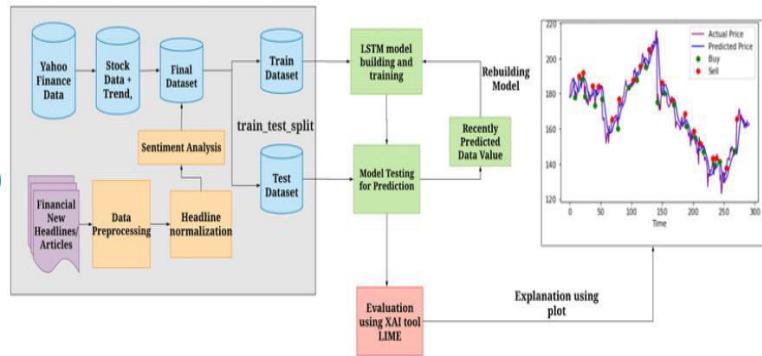 Yahoo
Finance
Data
Stock
Data +
Trend,
Final
Dataset
Train
Dataset
train_test_split
Test
Dataset
Sentiment Analysis
Financial
New
Headlines/
Articles
Data
Preprocessing
Headline
normalization
LSTM model
building and
training
Rebuilding
Model
Recently
Predicted
Data Value
Model Testing
for Prediction
Evaluation
using XAI tool
LIME
Explanation using
plot
Actual Price
Predicted Price
Buy
Sell
220
200
180
160
140
120
0 50 100 150 200 250 300
Time